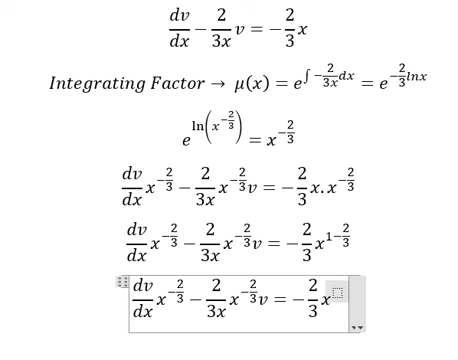 dv/dx − 2/(3x) v = − 2/3 x
Integrating Factor → μ(x) = e^(∫ −2/(3x) dx) = e^(−2/3 lnx)
e^(ln(x^(−2/3))) = x^(−2/3)
dv/dx x^(−2/3) − 2/(3x) x^(−2/3) v = − 2/3 x. x^(−2/3)
dv/dx x^(−2/3) − 2/(3x) x^(−2/3) v = − 2/3 x^(1−2/3)
dv/dx x^(−2/3) − 2/(3x) x^(−2/3) v = − 2/3 x^□